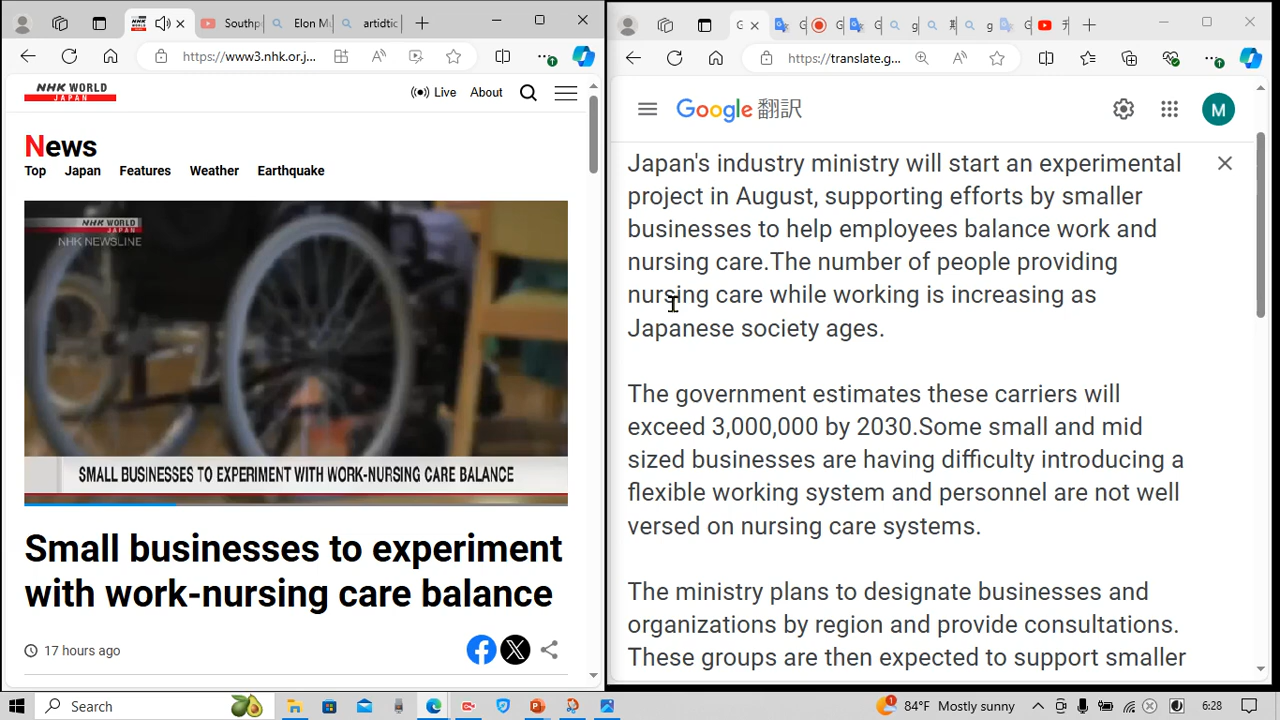 Southp
Elon M
artidtic
https://www3.nhk.or.j...
NHK WORLD
JAPAN
Live
About
News
Top
Japan
Features
Weather
Earthquake
NHK WORLD
JAPAN
NHK NEWSLINE
SMALL BUSINESSES TO EXPERIMENT WITH WORK-NURSING CARE BALANCE
Small businesses to experiment
with work-nursing care balance
17 hours ago
https://translate.g...
Google 翻訳
M
Japan's industry ministry will start an experimental
project in August, supporting efforts by smaller
businesses to help employees balance work and
nursing care.The number of people providing
nursing care while working is increasing as
Japanese society ages.
The government estimates these carriers will
exceed 3,000,000 by 2030.Some small and mid
sized businesses are having difficulty introducing a
flexible working system and personnel are not well
versed on nursing care systems.
The ministry plans to designate businesses and
organizations by region and provide consultations.
These groups are then expected to support smaller
Search
84°F Mostly sunny
6:28